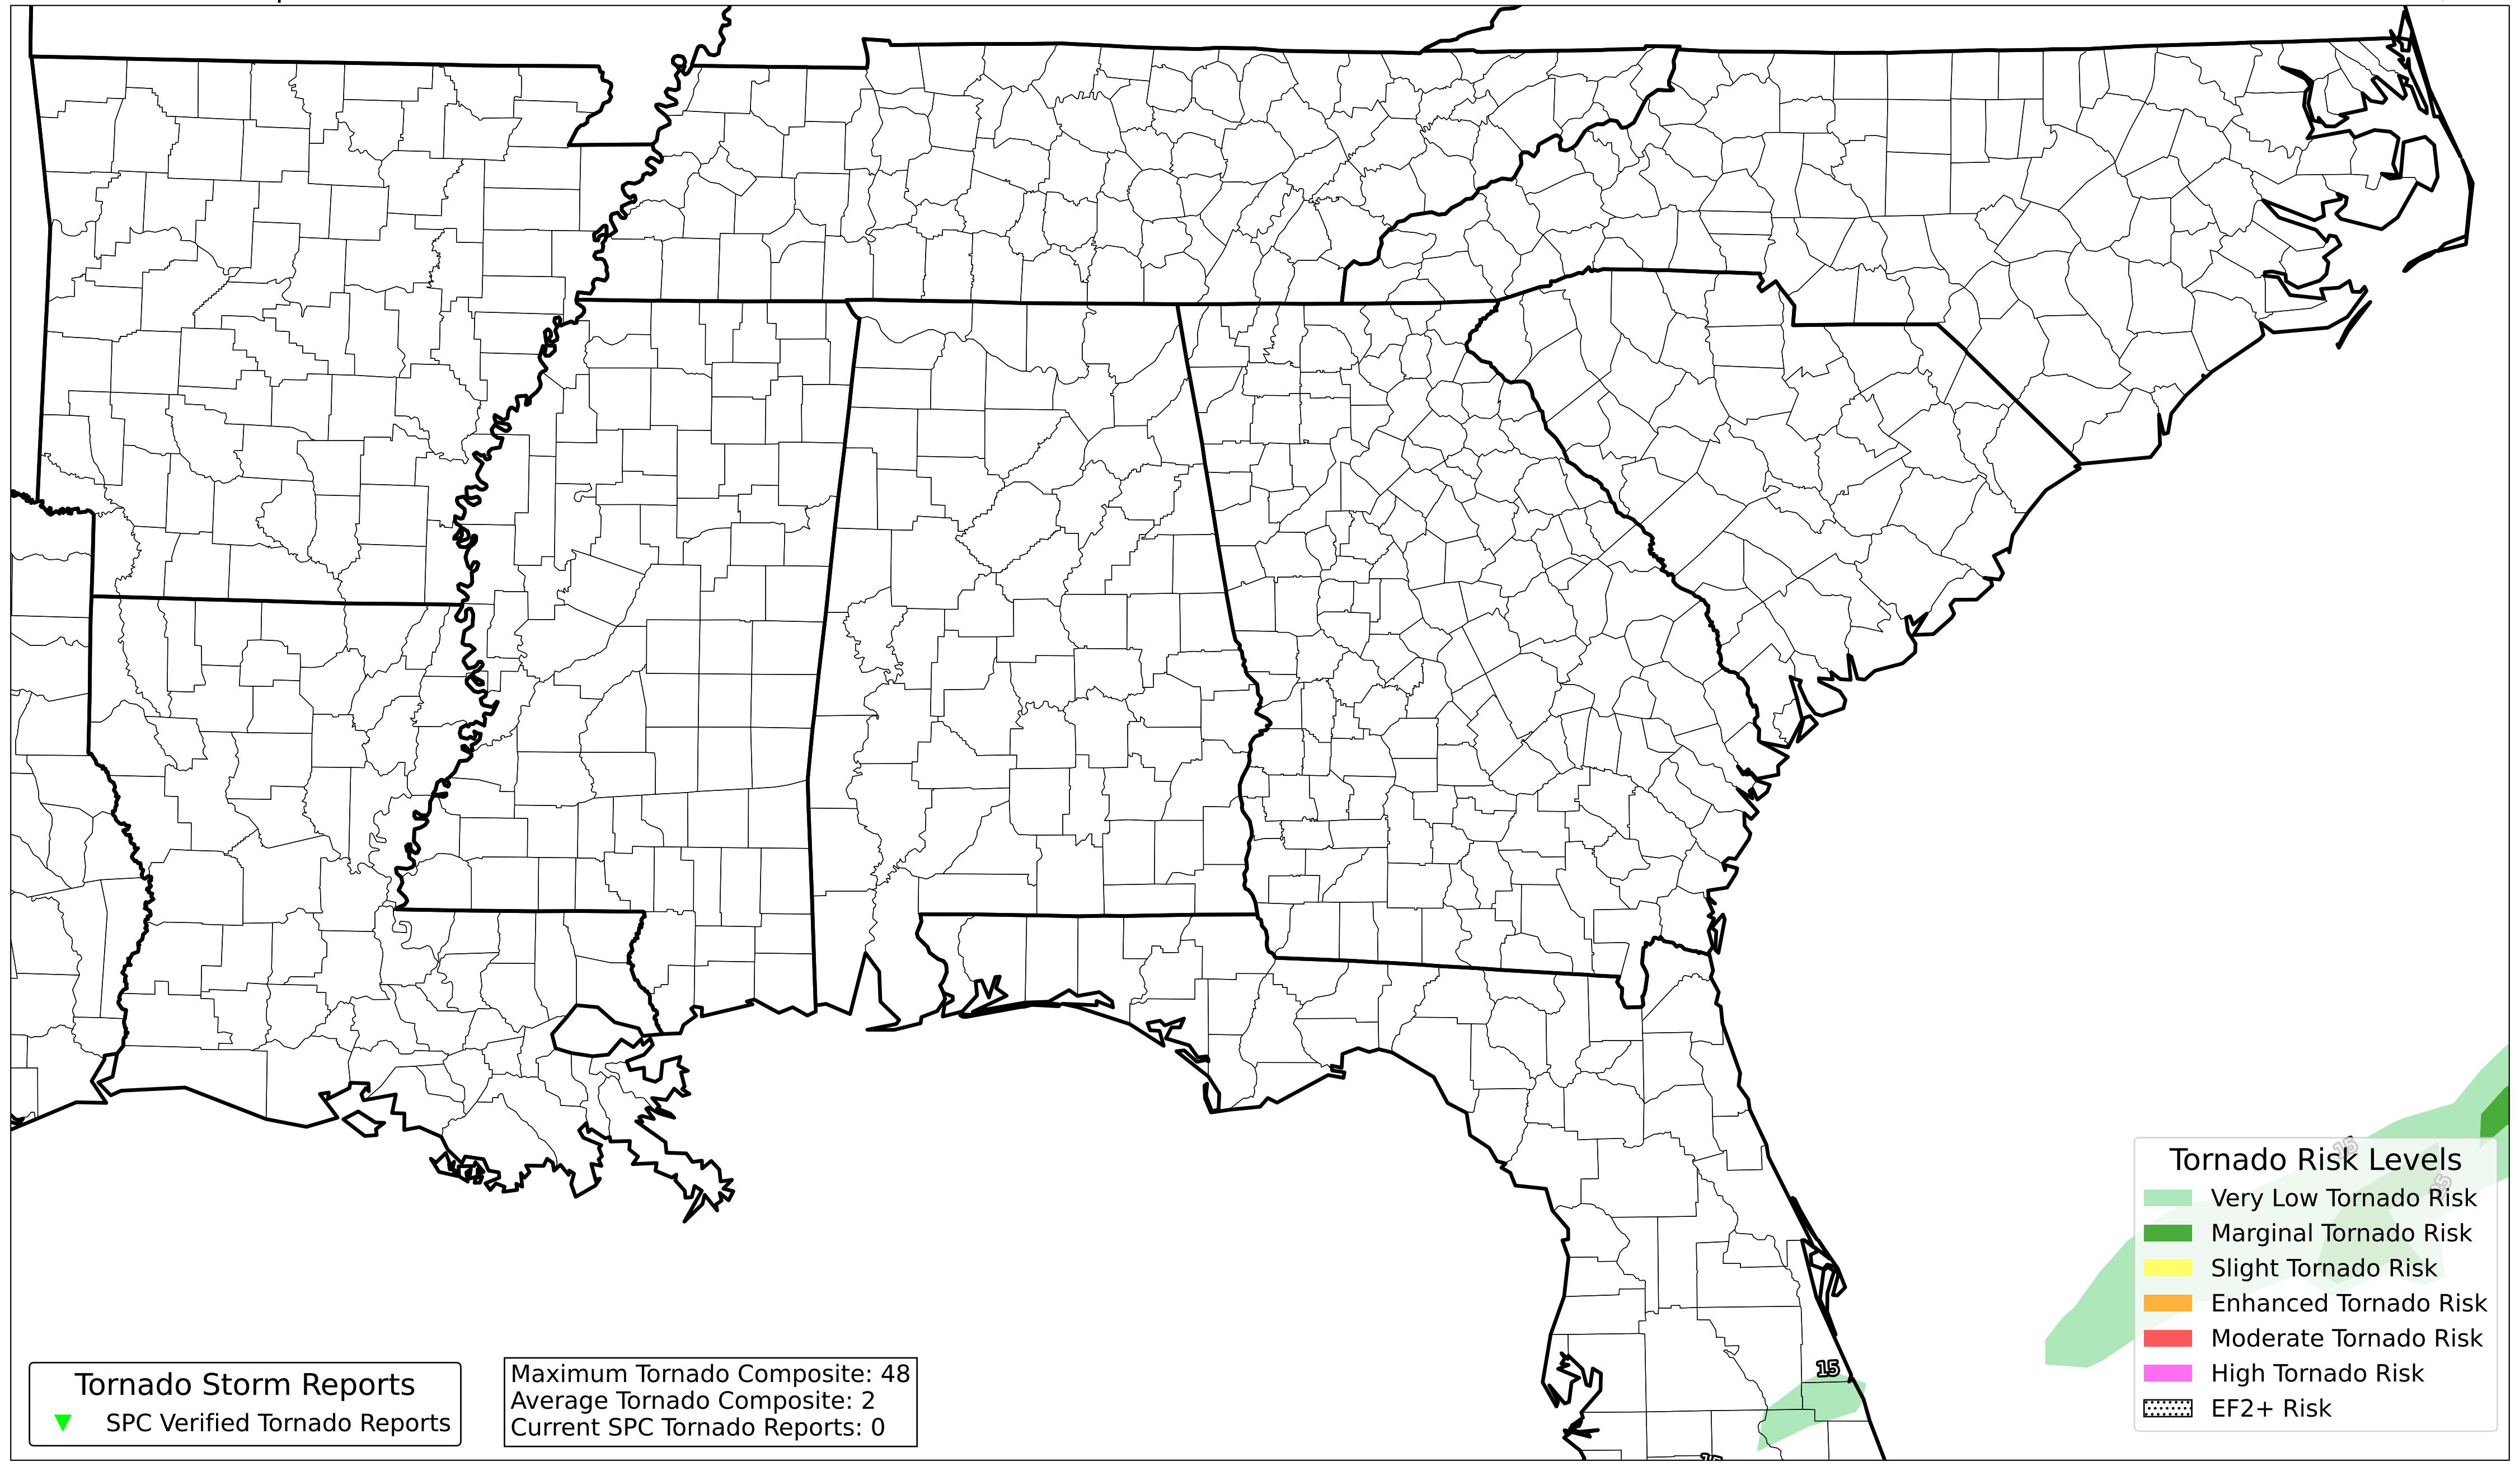 15
15
Tornado Risk Levels
Very Low Tornado Risk
Marginal Tornado Risk
Slight Tornado Risk
Enhanced Tornado Risk
Moderate Tornado Risk
High Tornado Risk
EF2+ Risk
Tornado Storm Reports
SPC Verified Tornado Reports
Maximum Tornado Composite: 48
Average Tornado Composite: 2
Current SPC Tornado Reports: 0